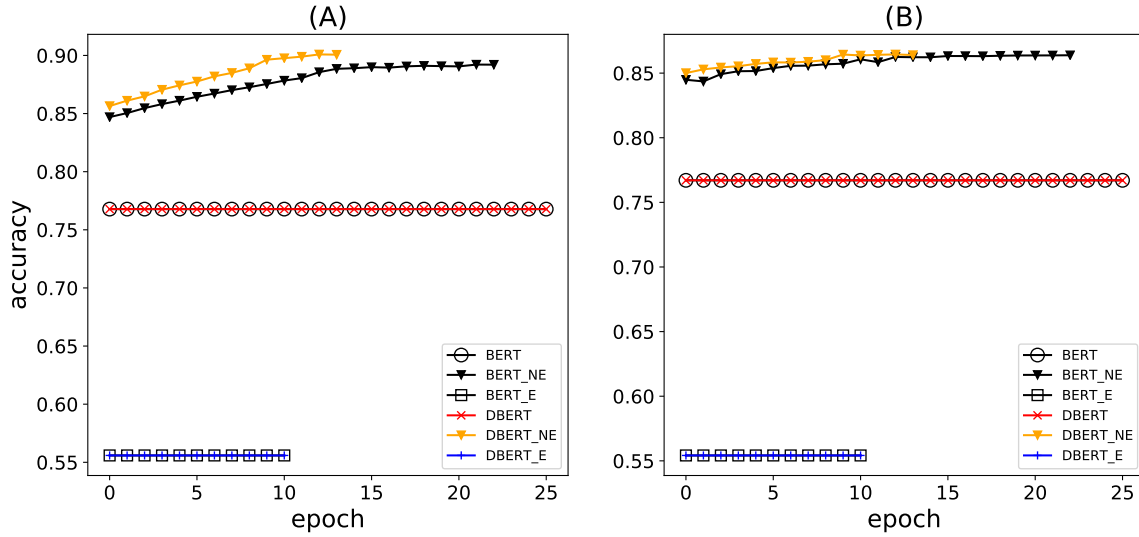 (A)
0.90
0.85
0.80
0.75
0.70
0.65
0.60
0.55
accuracy
0 5 10 15 20 25
epoch
BERT
BERT_NE
BERT_E
DBERT
DBERT_NE
DBERT_E
(B)
0.85
0.80
0.75
0.70
0.65
0.60
0.55
0 5 10 15 20 25
epoch
BERT
BERT_NE
BERT_E
DBERT
DBERT_NE
DBERT_E